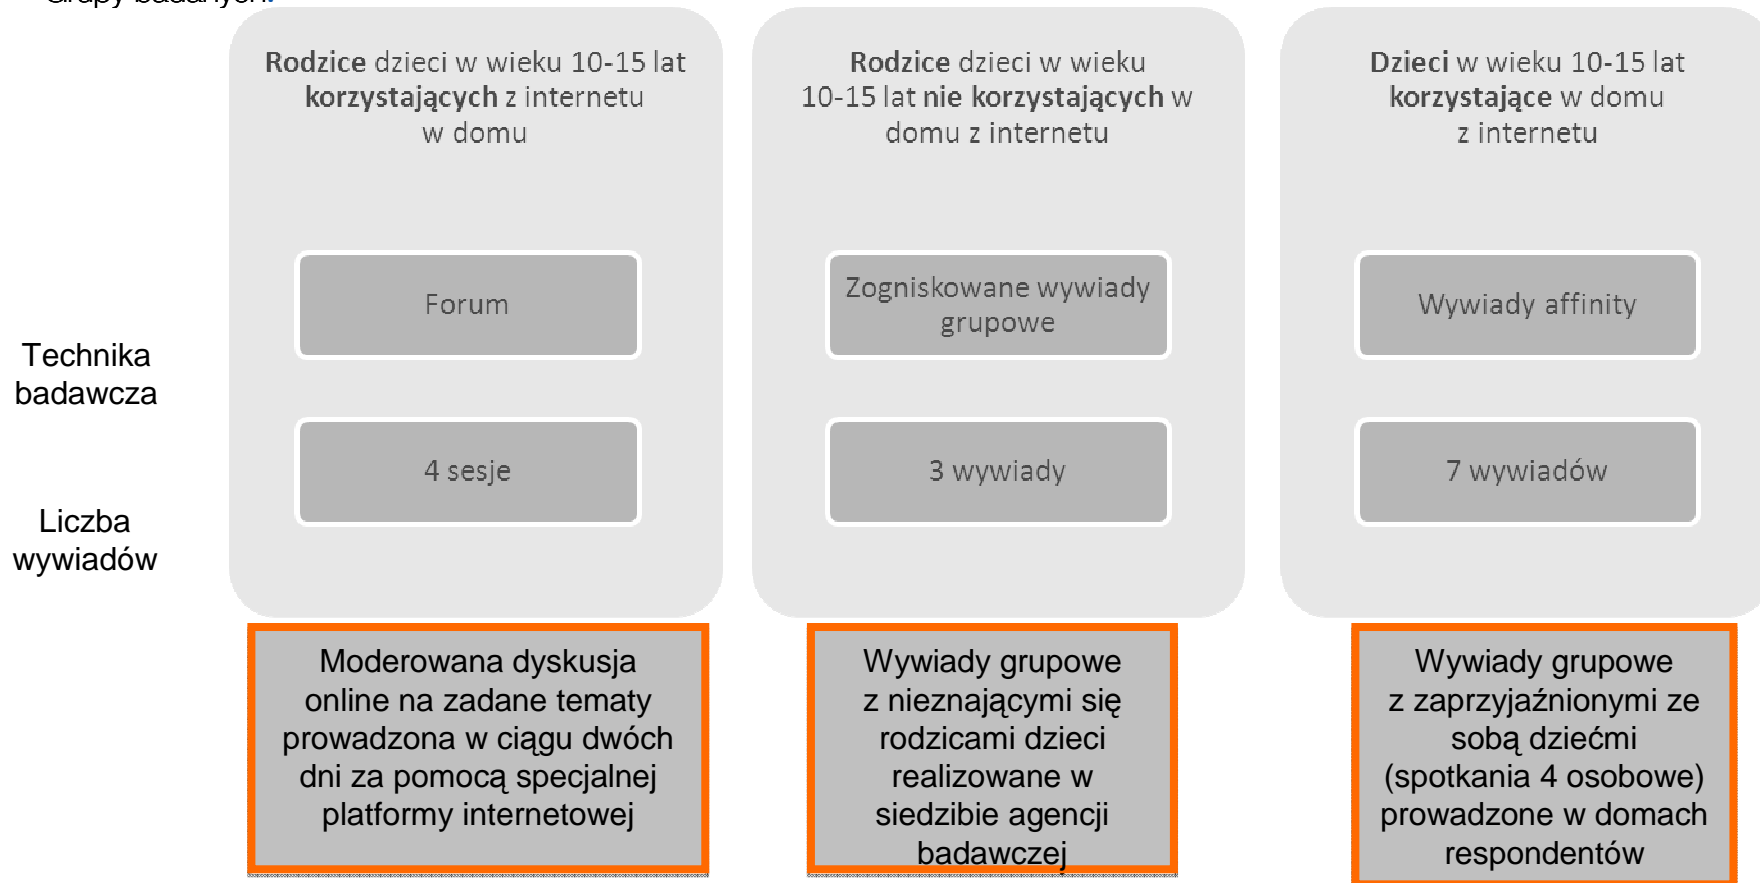 Grupy badanych:
Rodzice dzieci w wieku 10-15 lat
korzystających z internetu
w domu
Rodzice dzieci w wieku
10-15 lat nie korzystających w
domu z internetu
Dzieci w wieku 10-15 lat
korzystające w domu
z internetu
Technika
badawcza
Forum
Zogniskowane wywiady
grupowe
Wywiady affinity
Liczba
wywiadów
4 sesje
3 wywiady
7 wywiadów
Moderowana dyskusja
online na zadane tematy
prowadzona w ciągu dwóch
dni za pomocą specjalnej
platformy internetowej
Wywiady grupowe
z nieznającymi się
rodzicami dzieci
realizowane w
siedzibie agencji
badawczej
Wywiady grupowe
z zaprzyjaźnionymi ze
sobą dziećmi
(spotkania 4 osobowe)
prowadzone w domach
respondentów